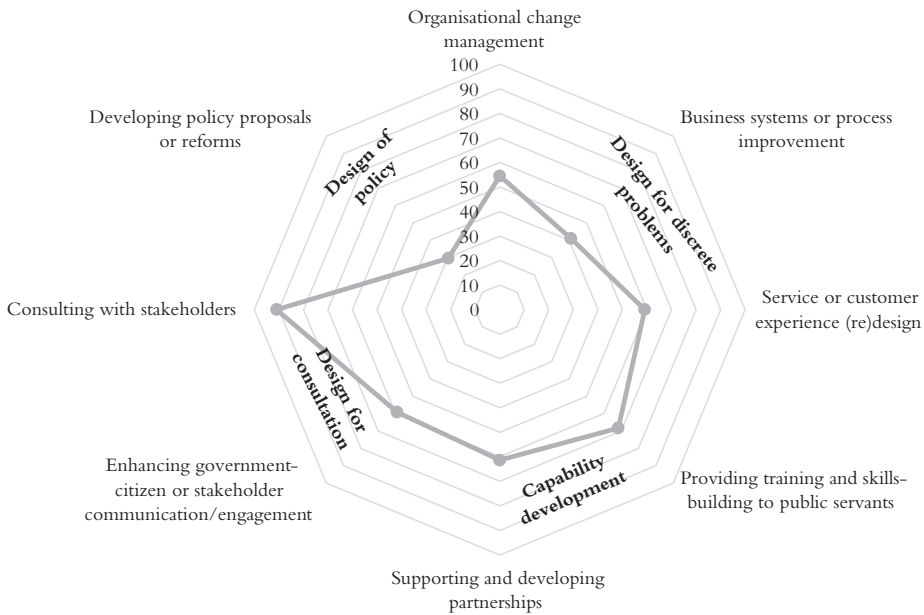 Organisational change
management
100
90
80
70
60
50
40
30
20
10
0
Business systems or process
improvement
Design for discrete
problems
Service or customer
experience (re)design
Providing training and skills-
building to public servants
Capability
development
Supporting and developing
partnerships
Enhancing government-
citizen or stakeholder
communication/engagement
Design for
consultation
Consulting with stakeholders
Developing policy proposals
or reforms
Design of
policy